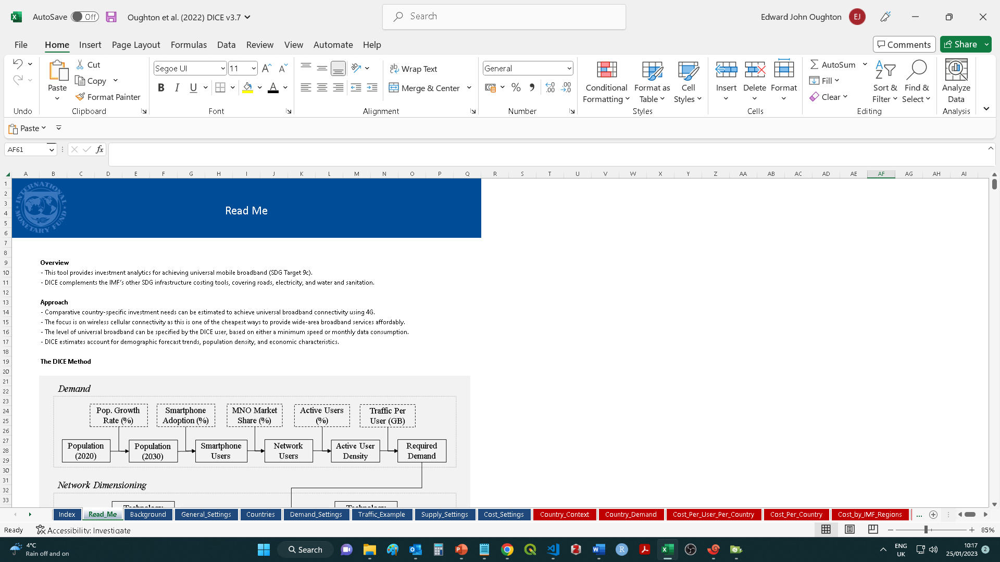 AutoSave Off Oughton et al. (2022) DICE v3.7 Search Edward John Oughton EJ
File Home Insert Page Layout Formulas Data Review View Automate Help Comments Share
Undo
Paste Cut Copy Format Painter
Clipboard
Segoe UI 11
B I U A
Font
Wrap Text
Merge & Center
Alignment
General
Number
Conditional Formatting Format as Table Cell Styles
Styles
Insert Delete Format
Cells
AutoSum Fill Clear
Sort & Filter Find & Select
Editing
Analyze Data
Analysis
Paste
AF61 fx
A B C D E F G H I J K L M N O P Q R S T U V W X Y Z AA AB AC AD AE AF AG AH AI
1 2 3 4 5 6 7 8 9 10 11 12 13 14 15 16 17 18 19 20 21 22 23 24 25 26 27 28 29 30 31 32 33
INTERNATIONAL MONETARY FUND
Read Me
Overview
- This tool provides investment analytics for achieving universal mobile broadband (SDG Target 9c).
- DICE complements the IMF's other SDG infrastructure costing tools, covering roads, electricity, and water and sanitation.
Approach
- Comparative country-specific investment needs can be estimated to achieve universal broadband connectivity using 4G.
- The focus is on wireless cellular connectivity as this is one of the cheapest ways to provide wide-area broadband services affordably.
- The level of universal broadband can be specified by the DICE user, based on either a minimum speed or monthly data consumption.
- DICE estimates account for demographic forecast trends, population density, and economic characteristics.
The DICE Method
Demand
Pop. Growth Rate (%)
Smartphone Adoption (%)
MNO Market Share (%)
Active Users (%)
Traffic Per User (GB)
Population (2020)
Population (2030)
Smartphone Users
Network Users
Active User Density
Required Demand
Network Dimensioning
Index Read_Me Background General_Settings Countries Demand_Settings Traffic_Example Supply_Settings Cost_Settings Country_Context Country_Demand Cost_Per_User_Per_Country Cost_Per_Country Cost_by_IMF_Regions ...
Ready Accessibility: Investigate 85%
4°C
Rain off and on
Search
ENG
UK
10:17
25/01/2023
2